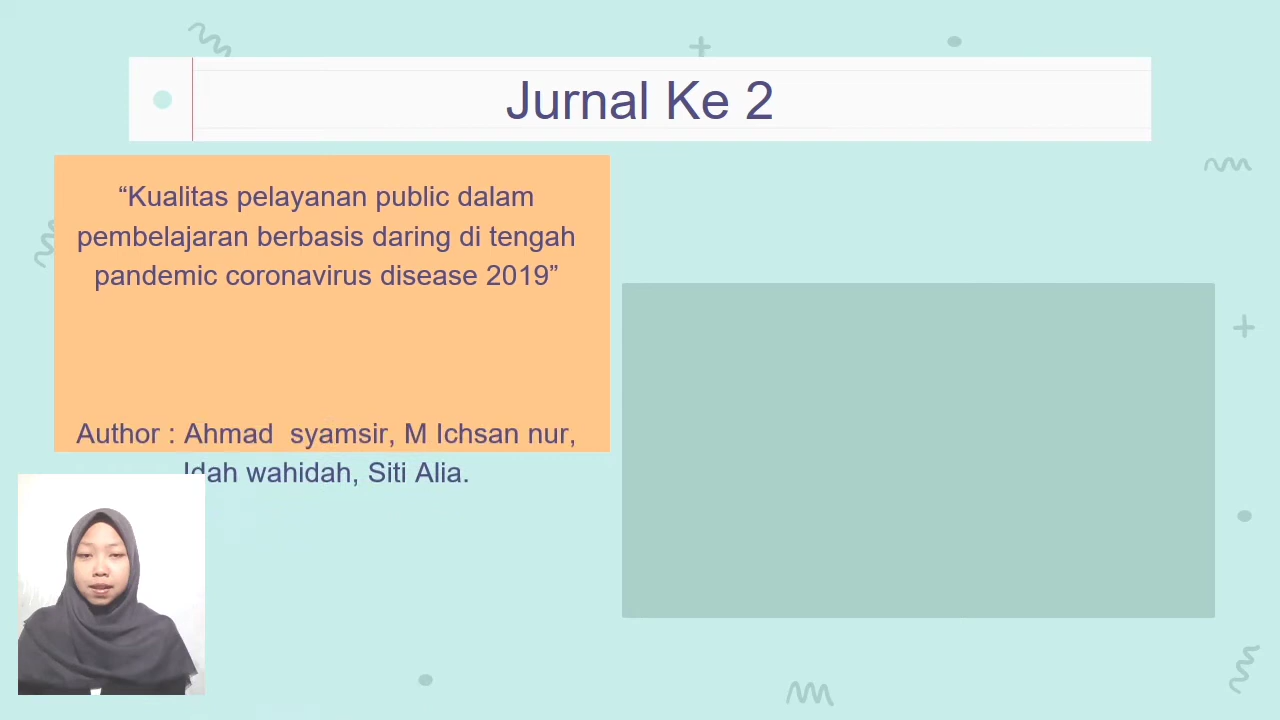 Jurnal Ke 2
“Kualitas pelayanan public dalam
pembelajaran berbasis daring di tengah
pandemic coronavirus disease 2019”
Author : Ahmad  syamsir, M Ichsan nur,
Idah wahidah, Siti Alia.